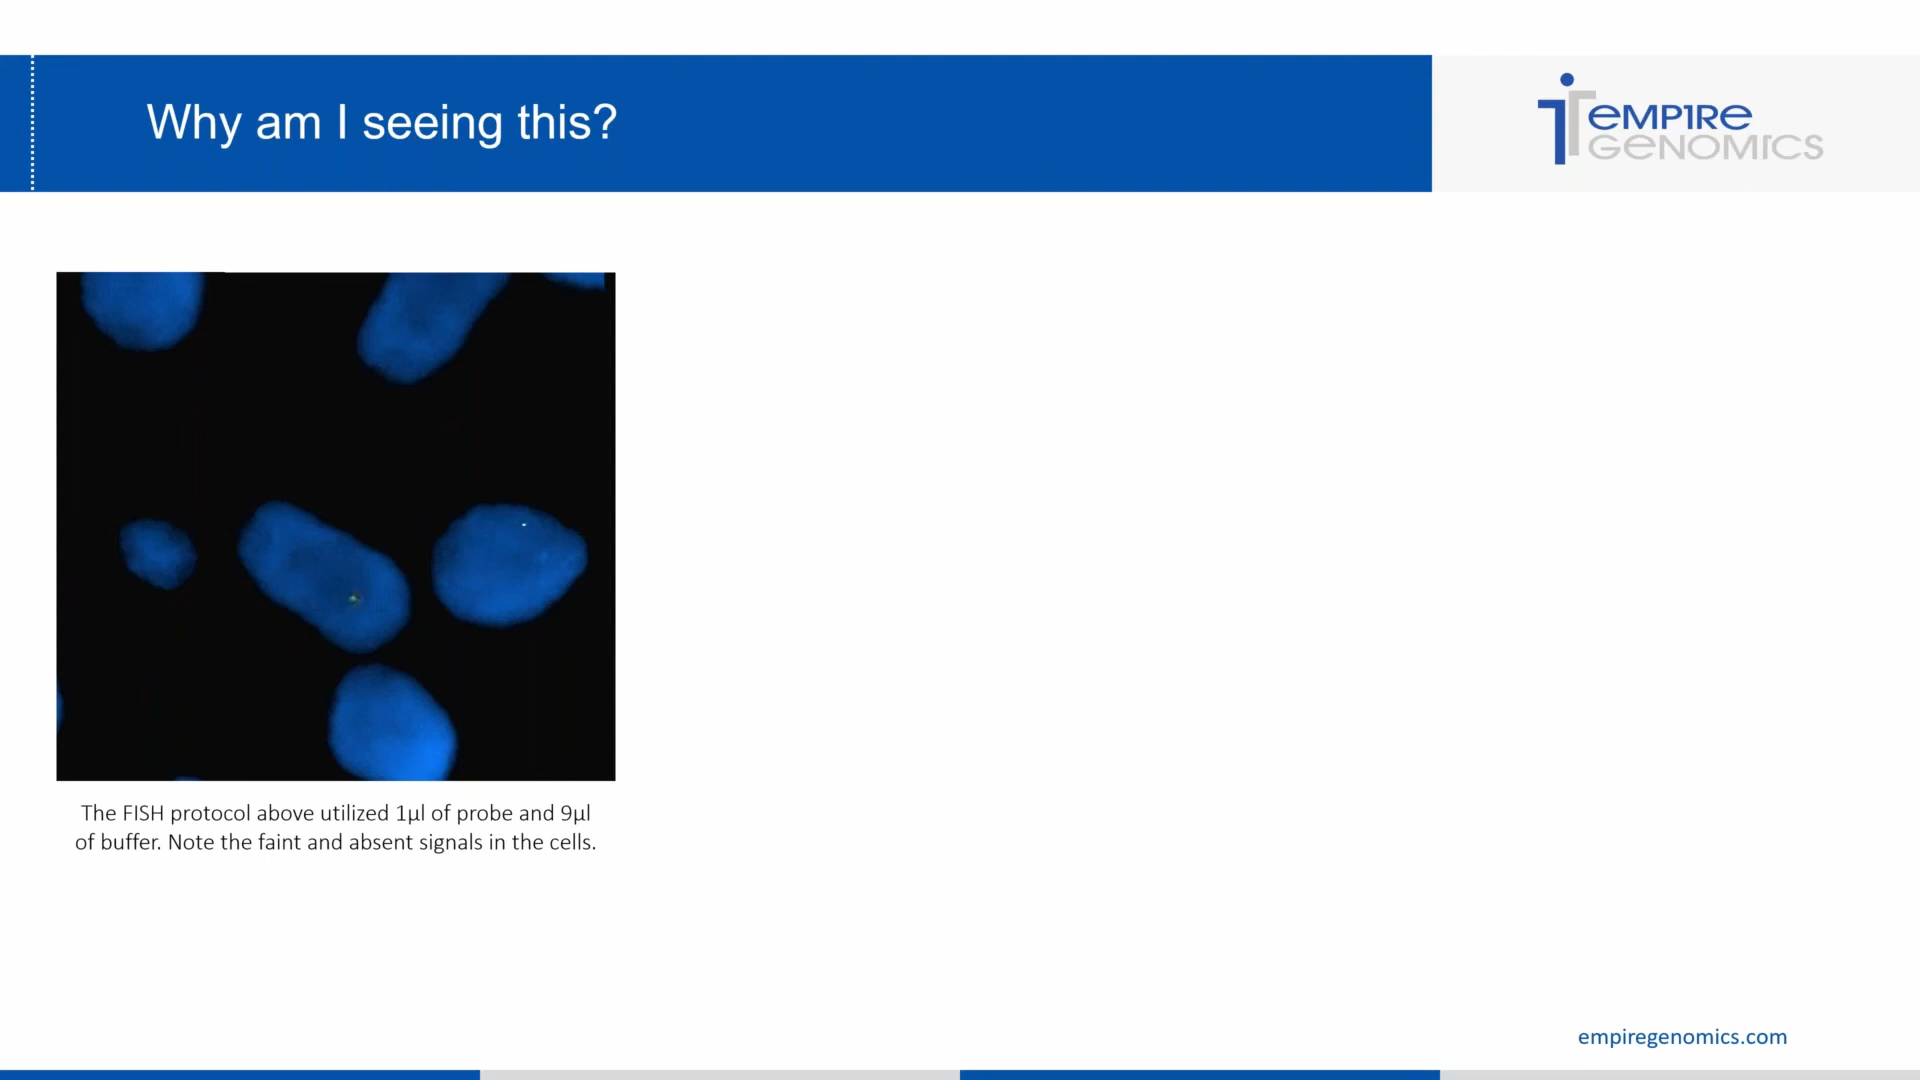 Why am I seeing this?
EMPIRE
GENOMICS
The FISH protocol above utilized 1µl of probe and 9µl
of buffer. Note the faint and absent signals in the cells.
empiregenomics.com